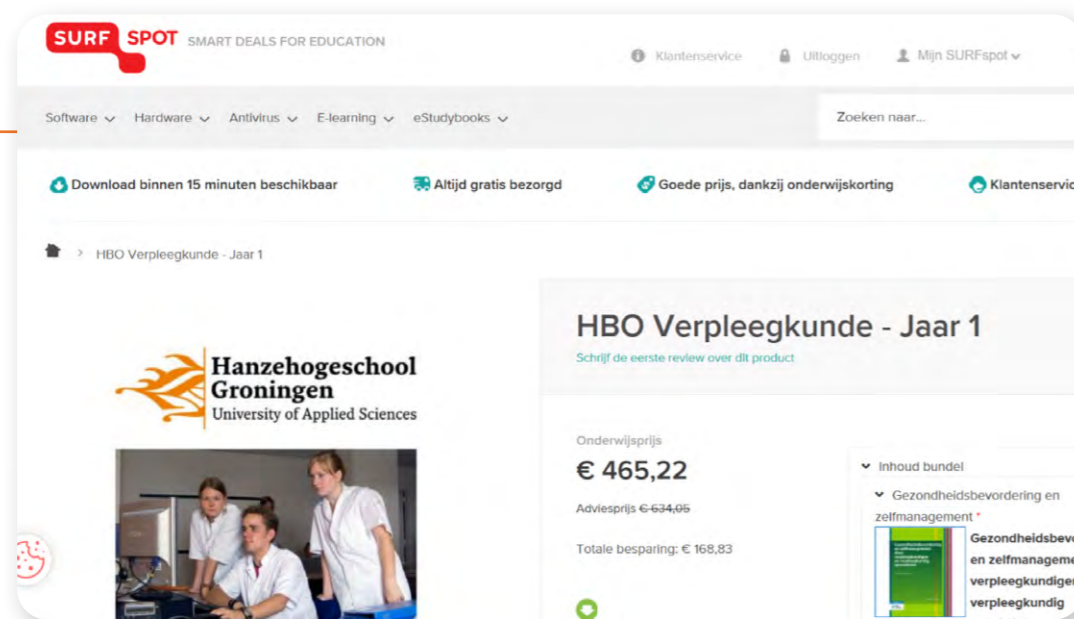 SURF SPOT SMART DEALS FOR EDUCATION
Klantenservice Uitloggen Mijn SURFspot
Software Hardware Antivirus E-learning eStudybooks
Zoeken naar...
Download binnen 15 minuten beschikbaar Altijd gratis bezorgd Goede prijs, dankzij onderwijskorting Klantenservic
> HBO Verpleegkunde - Jaar 1
Hanzehogeschool
Groningen
University of Applied Sciences
HBO Verpleegkunde - Jaar 1
Schrijf de eerste review over dit product
Onderwijsprijs
€ 465,22
Adviesprijs € 634,05
Totale besparing: € 168,83
Inhoud bundel
Gezondheidsbevordering en
zelfmanagement *
Gezondheidsbevo
en zelfmanageme
verpleegkundigen
verpleegkundig